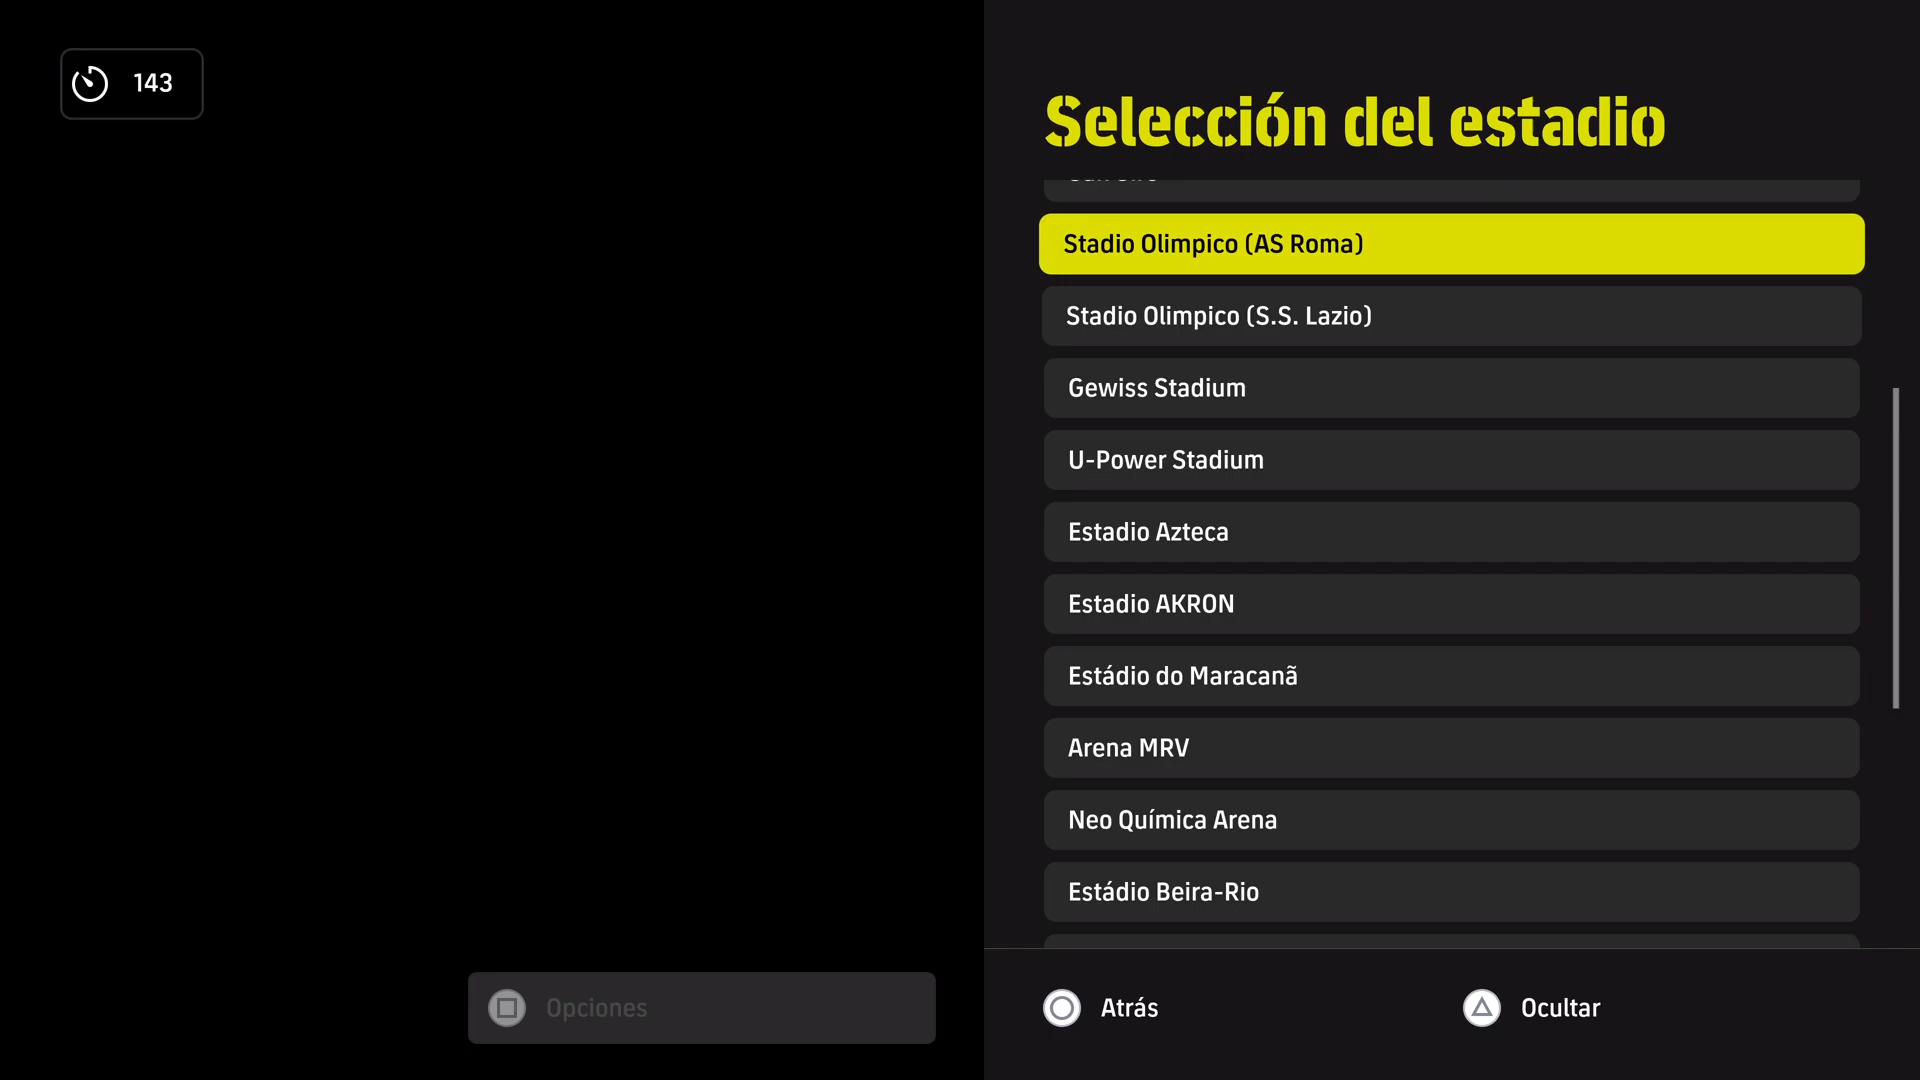 143
Selección del estadio
Stadio Olimpico (AS Roma)
Stadio Olimpico (S.S. Lazio)
Gewiss Stadium
U-Power Stadium
Estadio Azteca
Estadio AKRON
Estádio do Maracanã
Arena MRV
Neo Química Arena
Estádio Beira-Rio
Opciones
Atrás
Ocultar